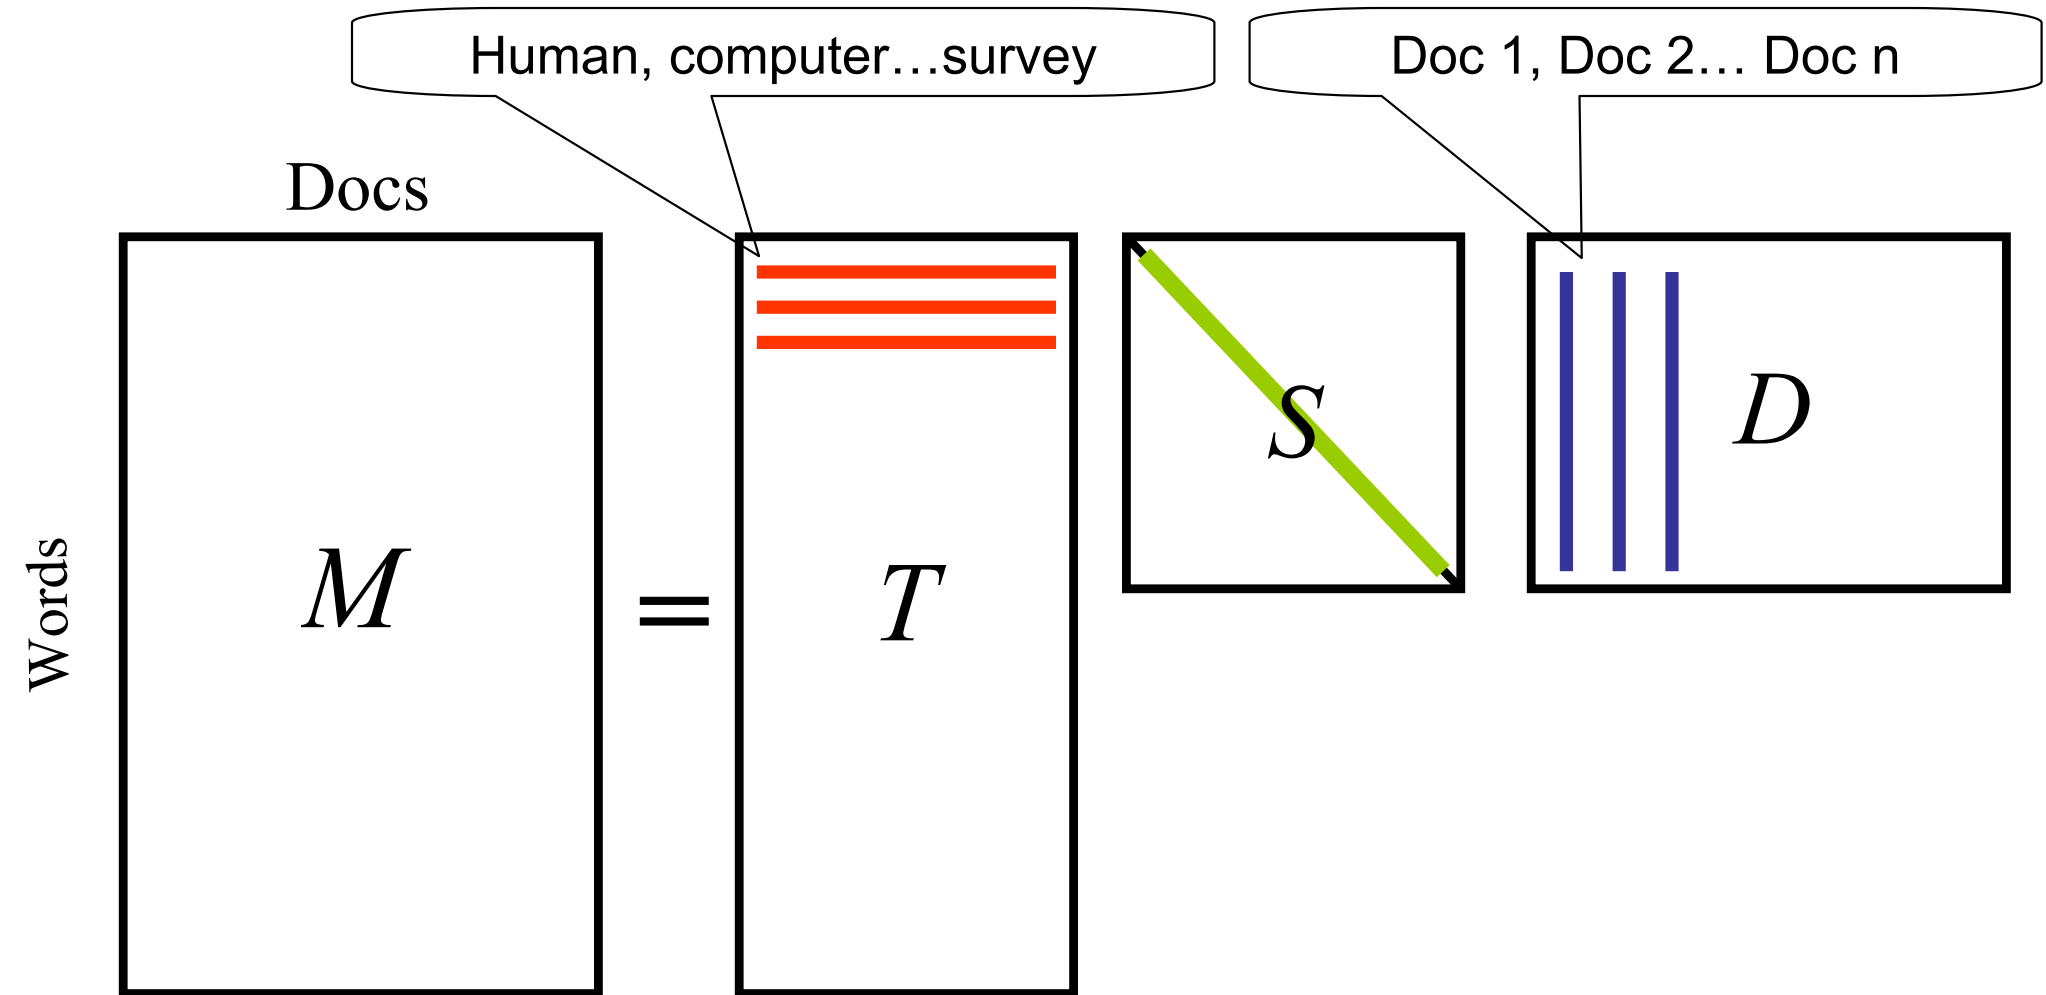 Human, computer…survey
Doc 1, Doc 2… Doc n
Docs
Words
M
=
T
S
D